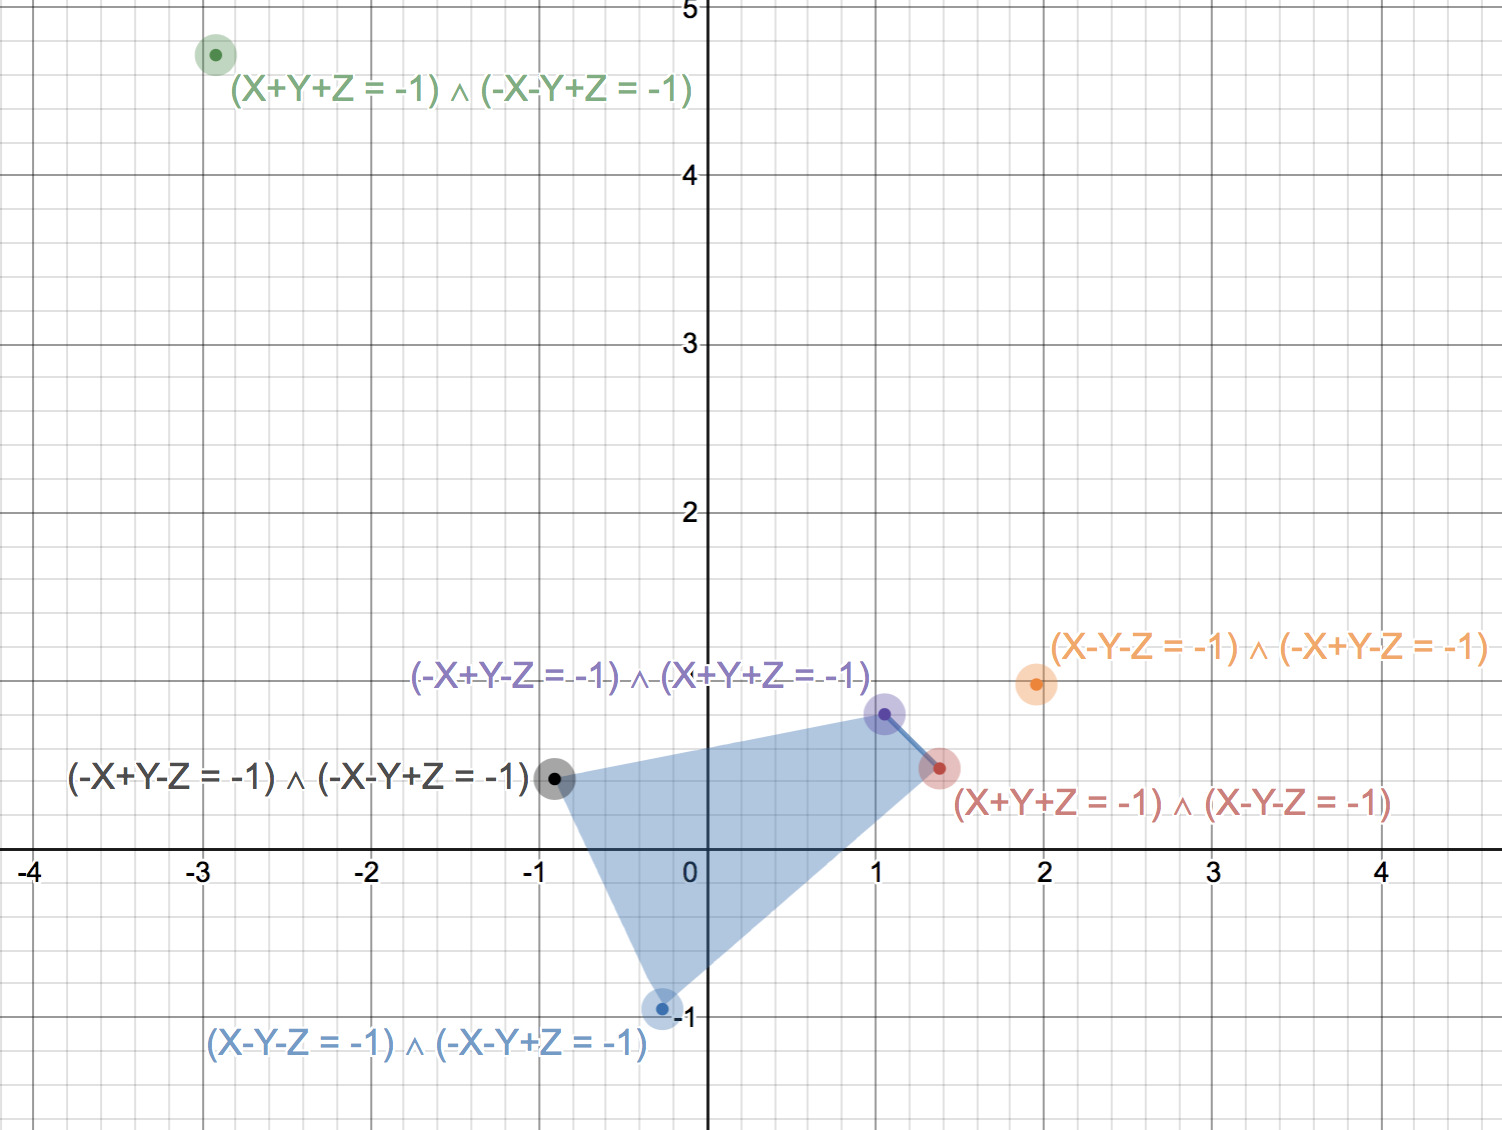 5
(X+Y+Z = -1) ∧ (-X-Y+Z = -1)
4
3
2
(X-Y-Z = -1) ∧ (-X+Y-Z = -1)
(-X+Y-Z = -1) ∧ (X+Y+Z = -1)
(-X+Y-Z = -1) ∧ (-X-Y+Z = -1)
(X+Y+Z = -1) ∧ (X-Y-Z = -1)
-4 -3 -2 -1 0 1 2 3 4
-1
(X-Y-Z = -1) ∧ (-X-Y+Z = -1)